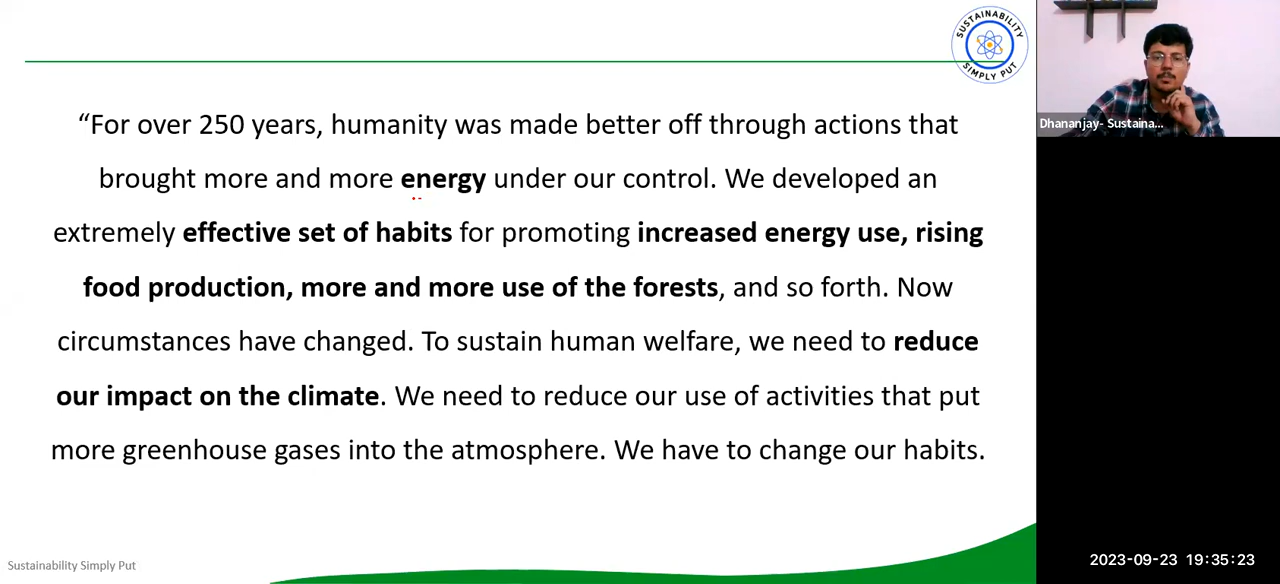 SUSTAINABILITY
SIMPLY PUT
Dhananjay- Sustaina...
“For over 250 years, humanity was made better off through actions that
brought more and more energy under our control. We developed an
extremely effective set of habits for promoting increased energy use, rising
food production, more and more use of the forests, and so forth. Now
circumstances have changed. To sustain human welfare, we need to reduce
our impact on the climate. We need to reduce our use of activities that put
more greenhouse gases into the atmosphere. We have to change our habits.
Sustainability Simply Put
2023-09-23 19:35:23